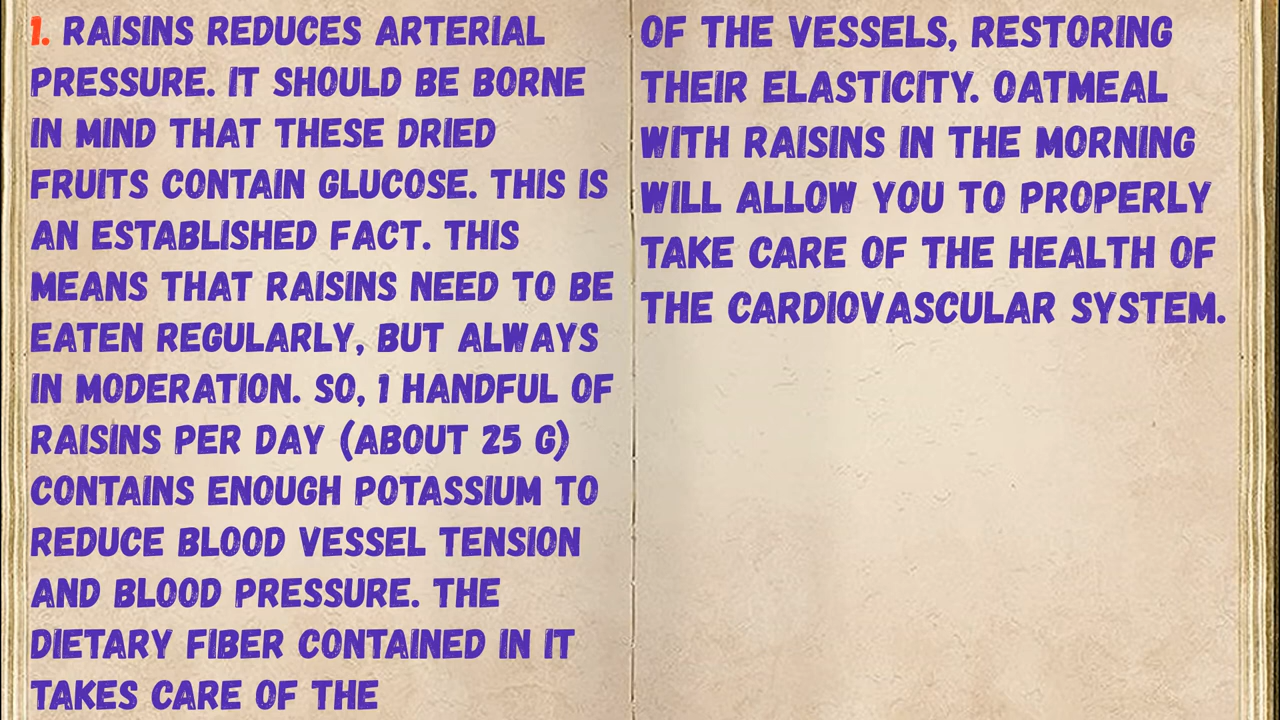 1. RAISINS REDUCES ARTERIAL
PRESSURE. IT SHOULD BE BORNE
IN MIND THAT THESE DRIED
FRUITS CONTAIN GLUCOSE. THIS IS
AN ESTABLISHED FACT. THIS
MEANS THAT RAISINS NEED TO BE
EATEN REGULARLY, BUT ALWAYS
IN MODERATION. SO, 1 HANDFUL OF
RAISINS PER DAY (ABOUT 25 G)
CONTAINS ENOUGH POTASSIUM TO
REDUCE BLOOD VESSEL TENSION
AND BLOOD PRESSURE. THE
DIETARY FIBER CONTAINED IN IT
TAKES CARE OF THE
OF THE VESSELS, RESTORING
THEIR ELASTICITY. OATMEAL
WITH RAISINS IN THE MORNING
WILL ALLOW YOU TO PROPERLY
TAKE CARE OF THE HEALTH OF
THE CARDIOVASCULAR SYSTEM.